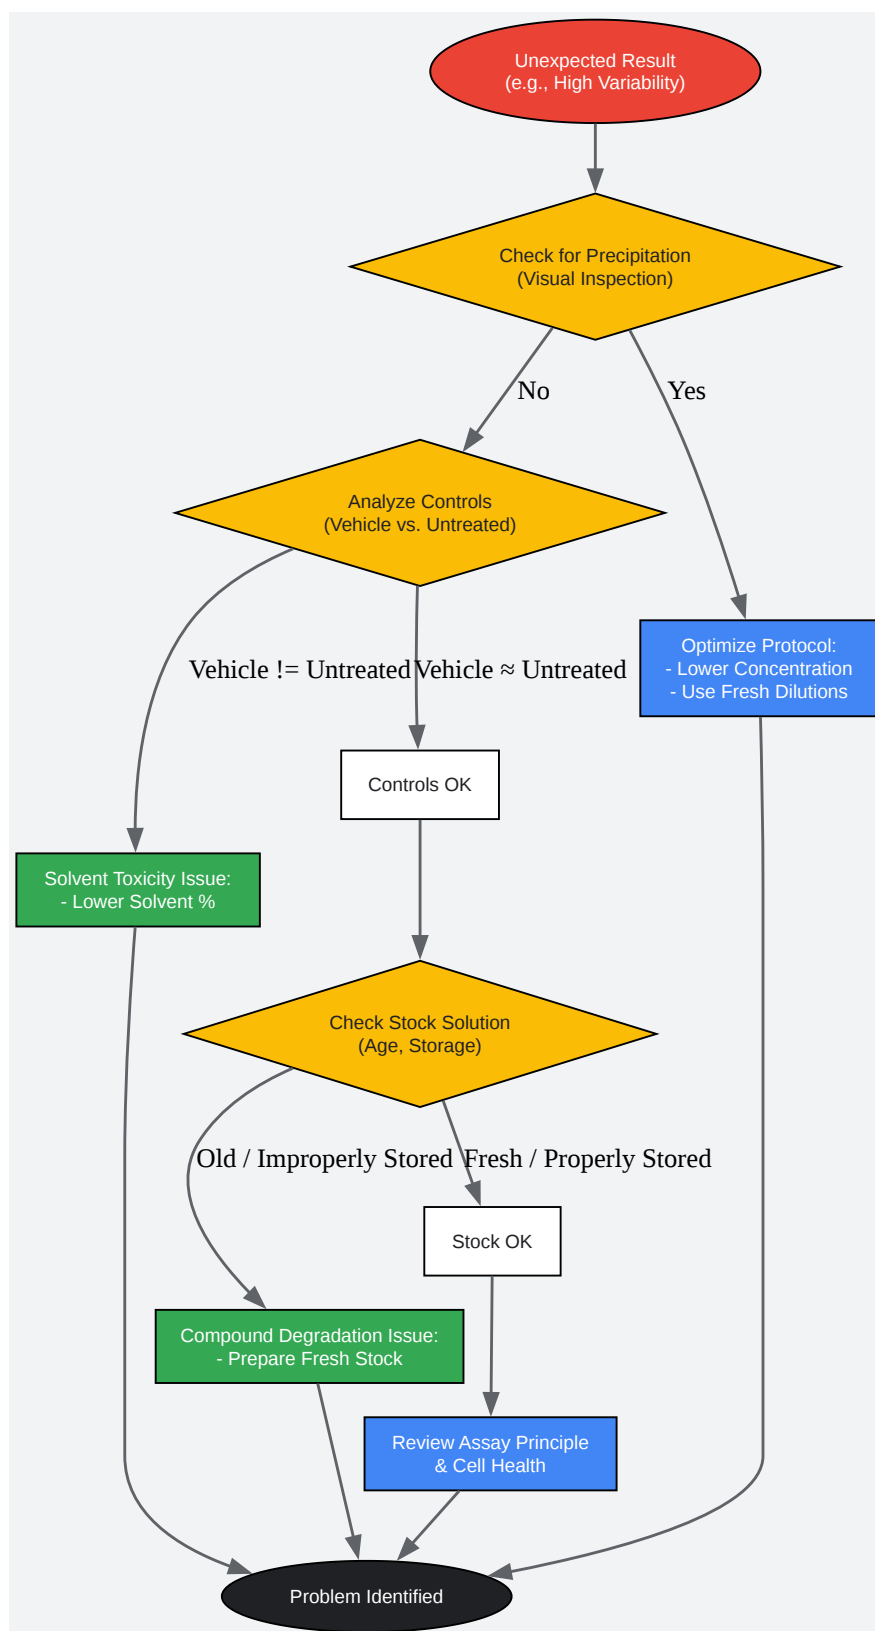 Unexpected Result
(e.g., High Variability)
Check for Precipitation
(Visual Inspection)
No
Yes
Analyze Controls
(Vehicle vs. Untreated)
Vehicle != Untreated
Vehicle ≈ Untreated
Optimize Protocol:
- Lower Concentration
- Use Fresh Dilutions
Controls OK
Solvent Toxicity Issue:
- Lower Solvent %
Check Stock Solution
(Age, Storage)
Old / Improperly Stored
Fresh / Properly Stored
Stock OK
Compound Degradation Issue:
- Prepare Fresh Stock
Review Assay Principle
& Cell Health
Problem Identified